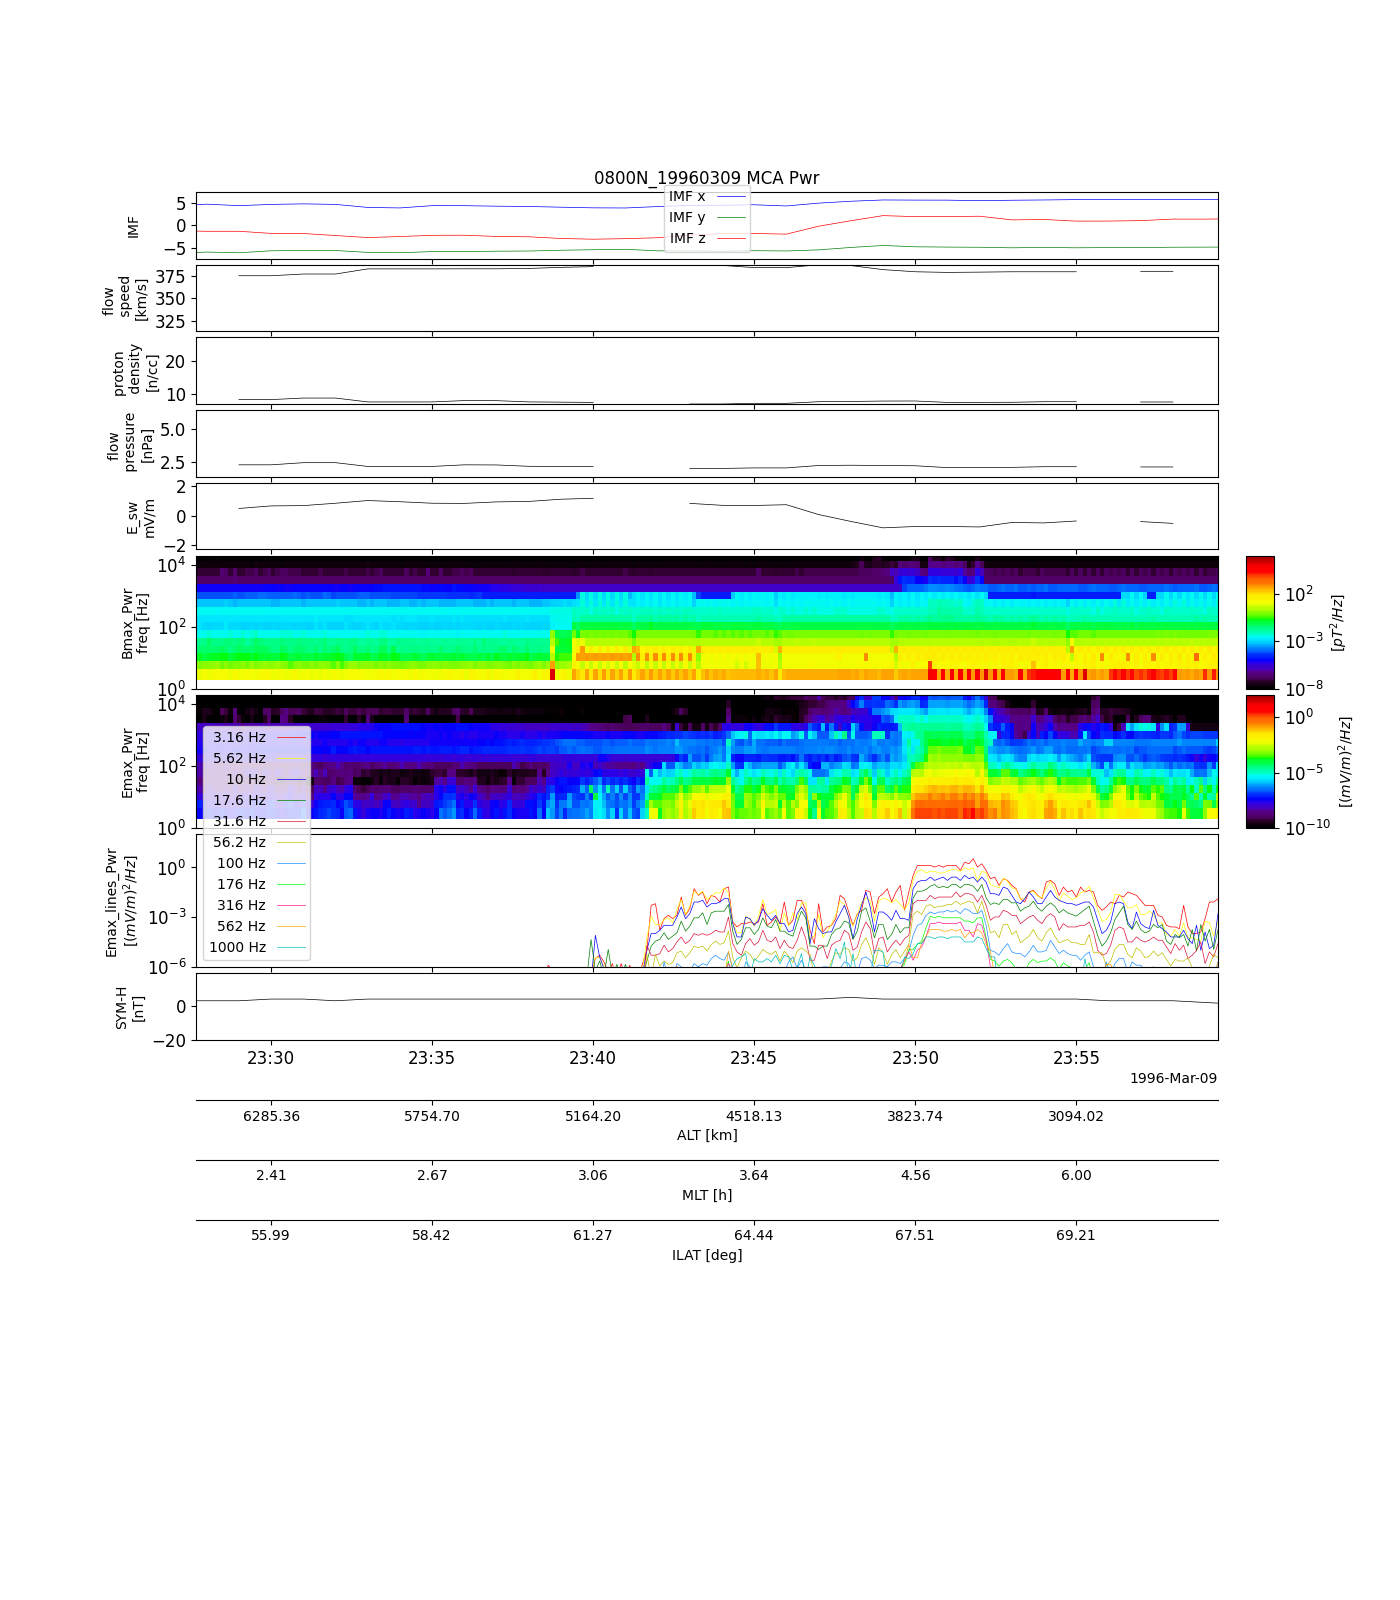 0800N_19960309 MCA Pwr
IMF
5
0
−5
IMF x
IMF y
IMF z
flow
speed
[km/s]
375
350
325
proton
density
[n/cc]
20
10
flow
pressure
[nPa]
5.0
2.5
E_sw
mV/m
2
0
−2
Bmax_Pwr
freq [Hz]
10^4
10^2
10^0
10^2
10^−3
10^−8
[pT^2/Hz]
Emax_Pwr
freq [Hz]
10^4
10^2
10^0
10^0
10^−5
10^−10
[(mV/m)^2/Hz]
3.16 Hz
5.62 Hz
10 Hz
17.6 Hz
31.6 Hz
56.2 Hz
100 Hz
176 Hz
316 Hz
562 Hz
1000 Hz
Emax_lines_Pwr
[(mV/m)^2/Hz]
10^0
10^−3
10^−6
SYM-H
[nT]
0
−20
23:30 23:35 23:40 23:45 23:50 23:55
1996-Mar-09
6285.36 5754.70 5164.20 4518.13 3823.74 3094.02
ALT [km]
2.41 2.67 3.06 3.64 4.56 6.00
MLT [h]
55.99 58.42 61.27 64.44 67.51 69.21
ILAT [deg]